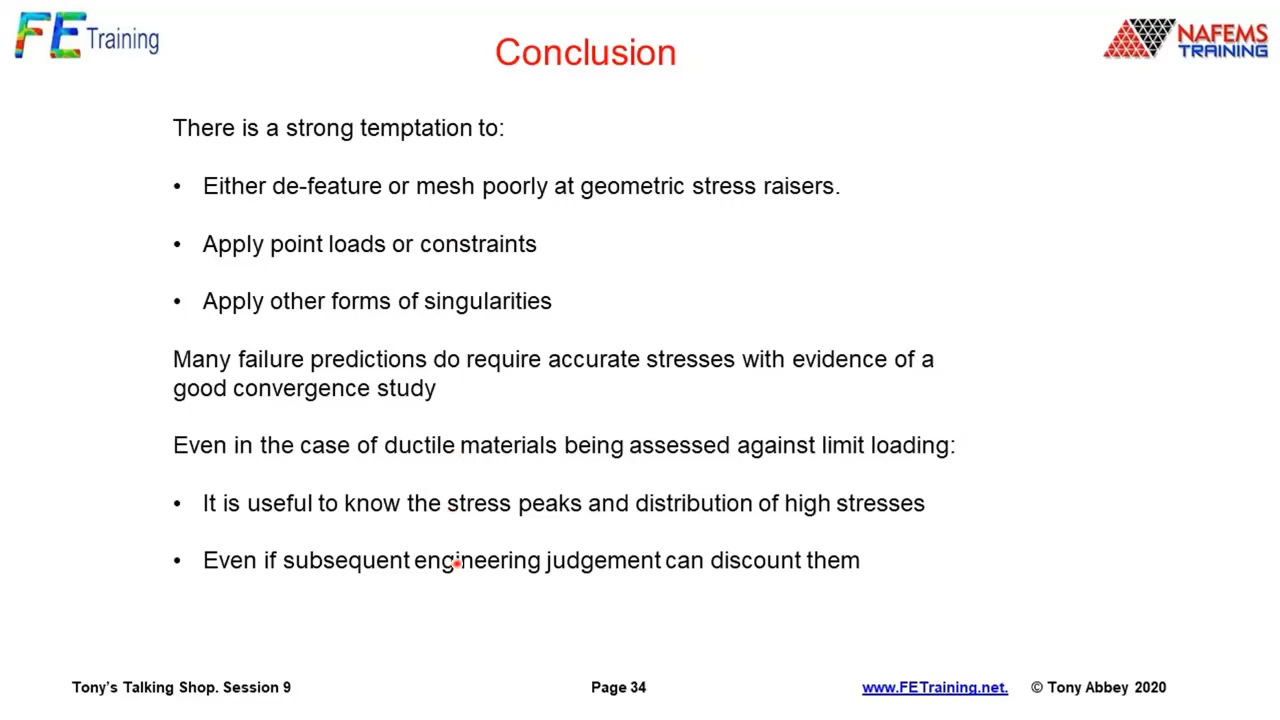 FE Training
Conclusion
NAFEMS
TRAINING
There is a strong temptation to:
• Either de-feature or mesh poorly at geometric stress raisers.
• Apply point loads or constraints
• Apply other forms of singularities
Many failure predictions do require accurate stresses with evidence of a
good convergence study
Even in the case of ductile materials being assessed against limit loading:
• It is useful to know the stress peaks and distribution of high stresses
• Even if subsequent engineering judgement can discount them
Tony’s Talking Shop. Session 9 Page 34 www.FETraining.net. © Tony Abbey 2020